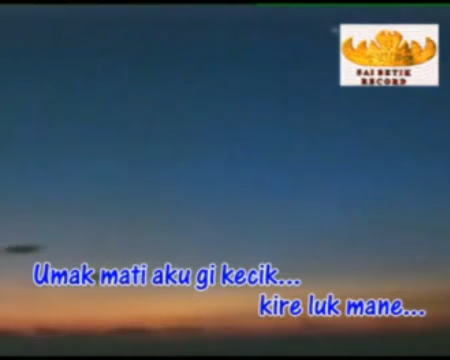 SAI BETIK
RECORD
Umak mati aku gi kecik...
kire luk mane...